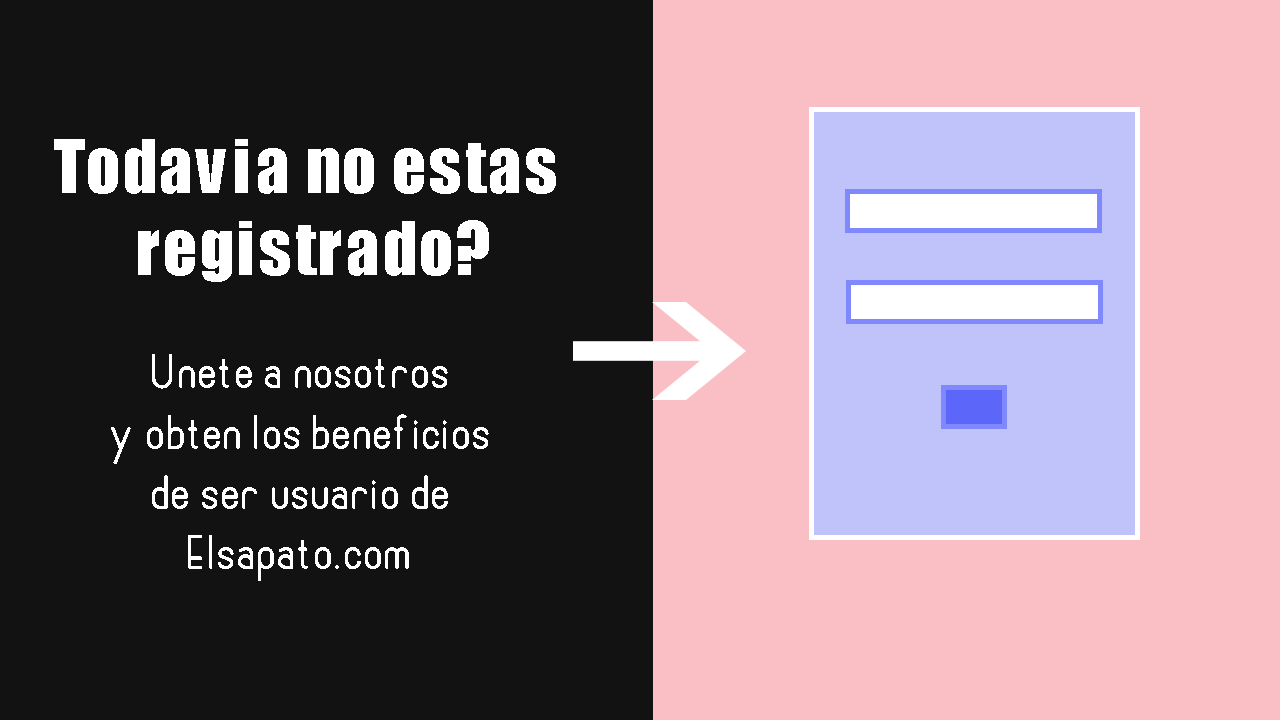 Todavia no estas
registrado?
Unete a nosotros
y obten los beneficios
de ser usuario de
Elsapato.com